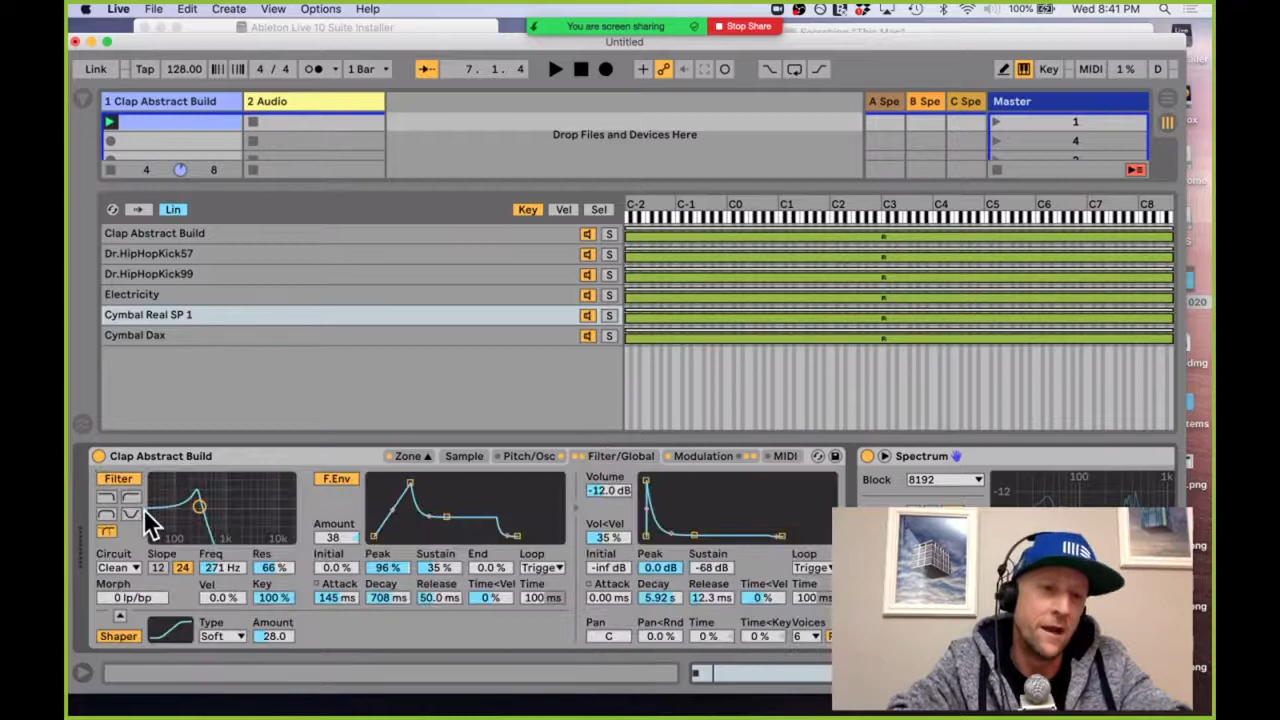 Live File Edit Create View Options Help 100% Wed 8:41 PM
Ableton Live 10 Suite Installer
You are screen sharing Stop Share
Untitled
Link Tap 128.00 4 / 4 1 Bar 7. 1. 4 Key MIDI 1 % D
1 Clap Abstract Build 2 Audio A Spe B Spe C Spe Master
1
Drop Files and Devices Here
4
4 8
Lin Key Vel Sel C-2 C-1 C0 C1 C2 C3 C4 C5 C6 C7 C8
Clap Abstract Build S R
Dr.HipHopKick57 S R
Dr.HipHopKick99 S R
Electricity S R
020
Cymbal Real SP 1 S R
Cymbal Dax S R
dmg
tems
Clap Abstract Build Zone Sample Pitch/Osc Filter/Global Modulation MIDI Spectrum
Filter F.Env Volume Block 8192 100 1k
.png
-12.0 dB -12
Amount Vol<Vel
100 1k 10k 38 35 %
Circuit Slope Freq Res Initial Peak Sustain End Loop Initial Peak Sustain Loop
Clean 12 24 271 Hz 66 % 0.0 % 96 % 35 % 0.0 % Trigge -inf dB 0.0 dB -68 dB Trigge
Morph Vel Key Attack Decay Release Time<Vel Time Attack Decay Release Time<Vel Time
0 lp/bp 0.0 % 100 % 145 ms 708 ms 50.0 ms 0 % 100 ms 0.00 ms 5.92 s 12.3 ms 0 % 100 ms
Type Amount Pan Pan<Rnd Time Time<Key Voices
Shaper Soft 28.0 C 0.0 % 0 % 0 % 6